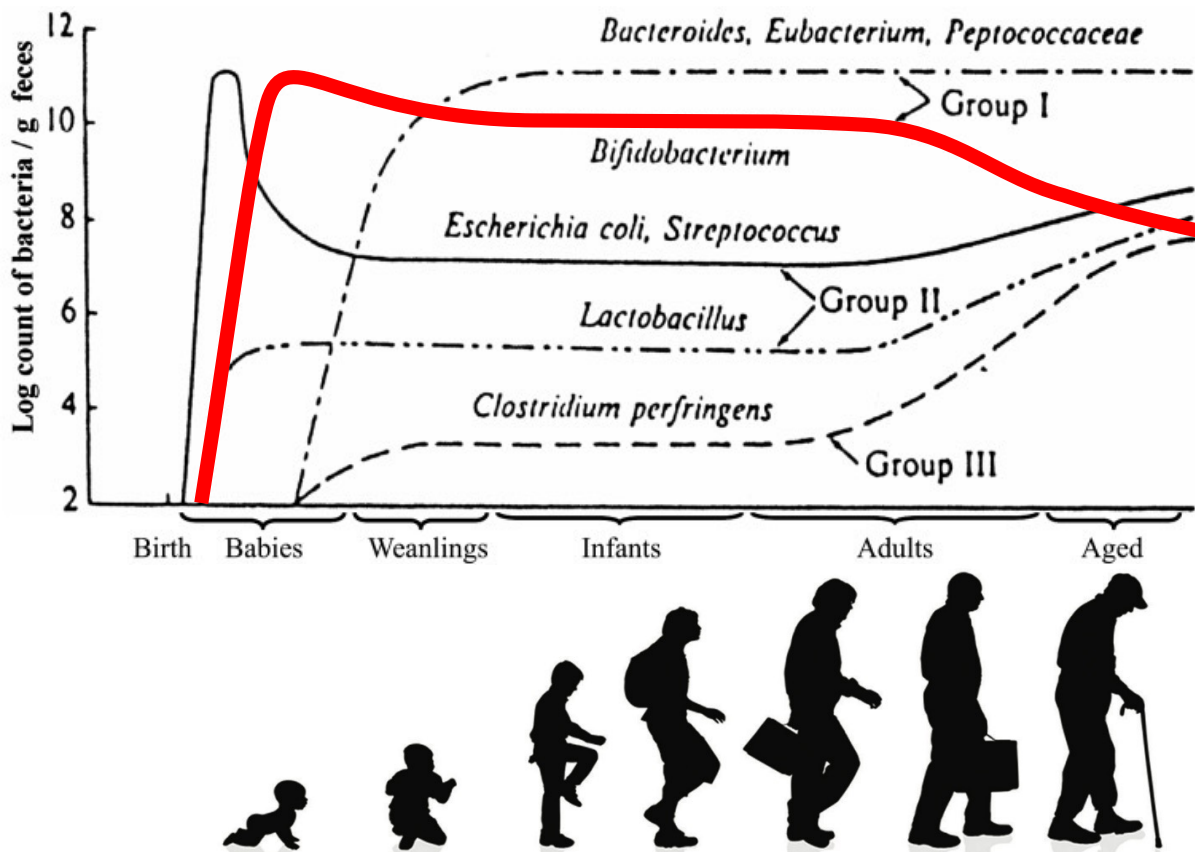 Log count of bacteria / g feces
12
10
8
6
4
2
Bacteroides, Eubacterium, Peptococcaceae
Group I
Bifidobacterium
Escherichia coli, Streptococcus
Group II
Lactobacillus
Clostridium perfringens
Group III
Birth
Babies
Weanlings
Infants
Adults
Aged